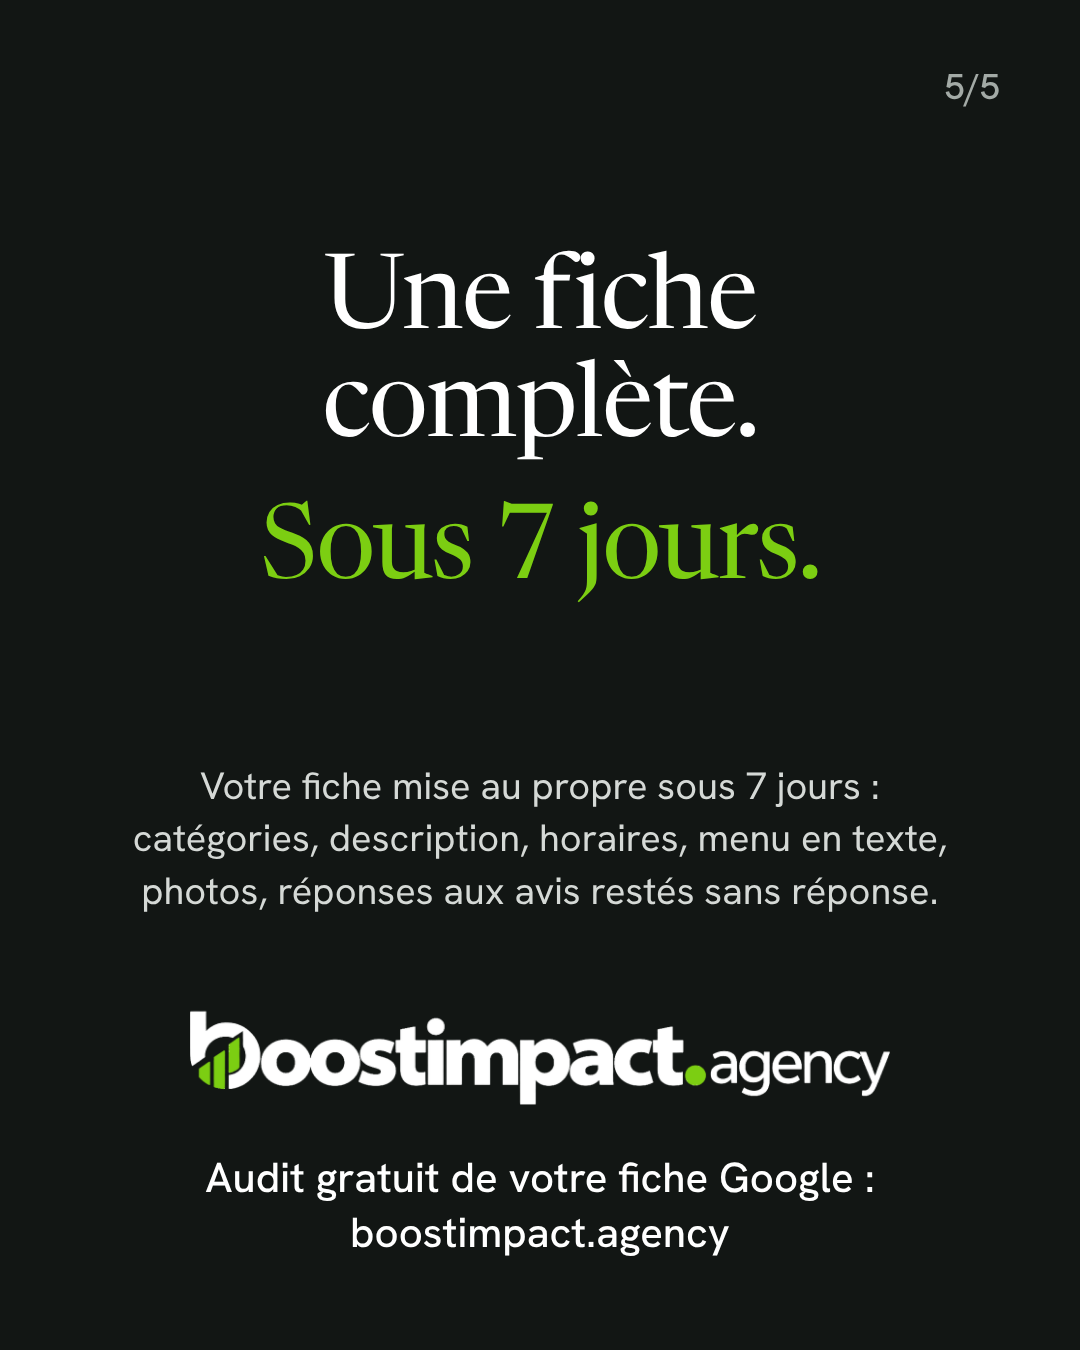 5/5
Une fiche
complète.
Sous 7 jours.
Votre fiche mise au propre sous 7 jours :
catégories, description, horaires, menu en texte,
photos, réponses aux avis restés sans réponse.
boostimpact.agency
Audit gratuit de votre fiche Google :
boostimpact.agency